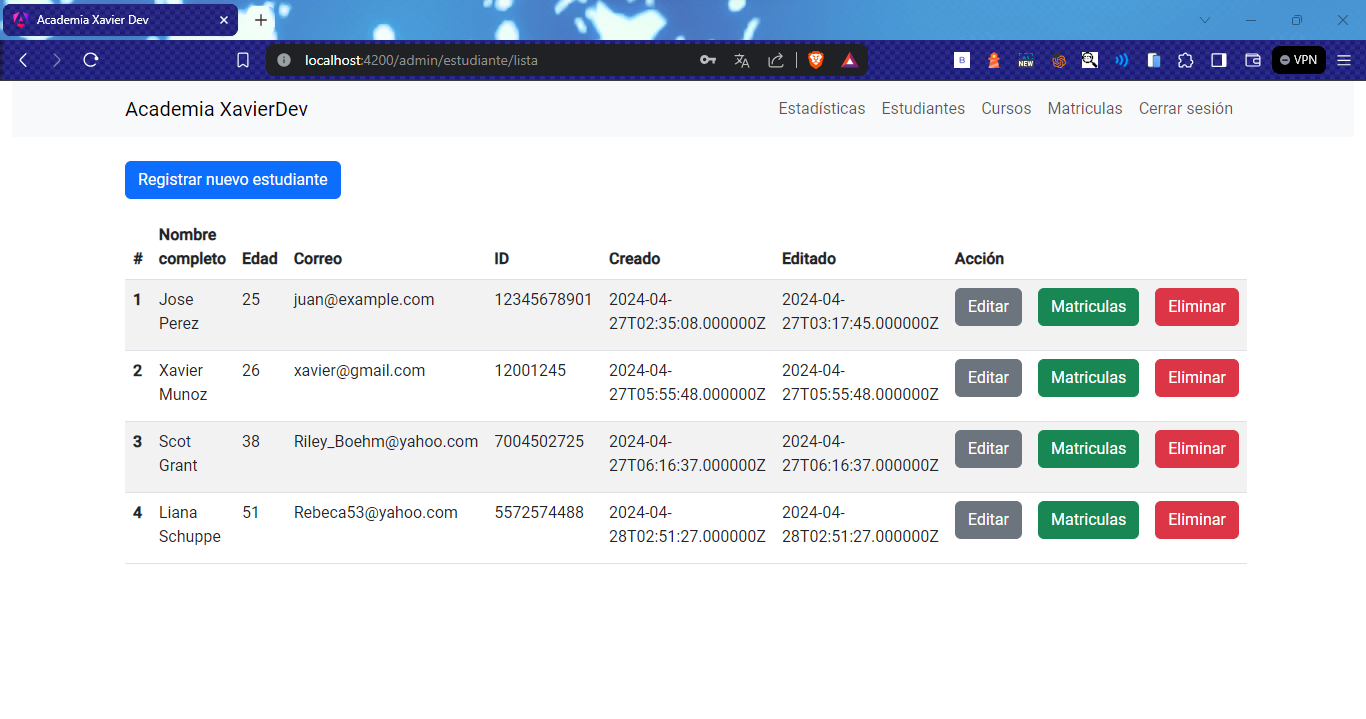 Academia Xavier Dev
localhost:4200/admin/estudiante/lista
B
NEW
VPN
Academia XavierDev
Estadísticas Estudiantes Cursos Matriculas Cerrar sesión
Registrar nuevo estudiante
# Nombre completo Edad Correo ID Creado Editado Acción
1 Jose Perez 25 juan@example.com 12345678901 2024-04-27T02:35:08.000000Z 2024-04-27T03:17:45.000000Z Editar Matriculas Eliminar
2 Xavier Munoz 26 xavier@gmail.com 12001245 2024-04-27T05:55:48.000000Z 2024-04-27T05:55:48.000000Z Editar Matriculas Eliminar
3 Scot Grant 38 Riley_Boehm@yahoo.com 7004502725 2024-04-27T06:16:37.000000Z 2024-04-27T06:16:37.000000Z Editar Matriculas Eliminar
4 Liana Schuppe 51 Rebeca53@yahoo.com 5572574488 2024-04-28T02:51:27.000000Z 2024-04-28T02:51:27.000000Z Editar Matriculas Eliminar